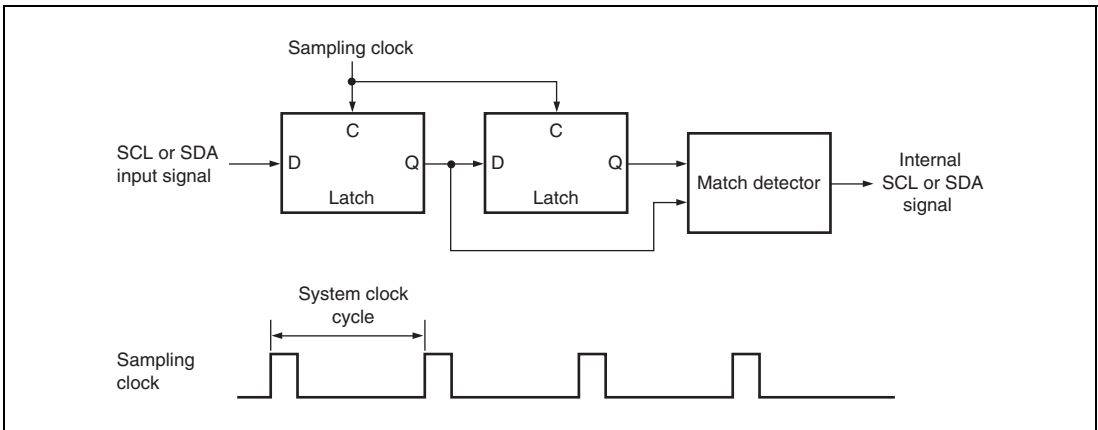 Sampling clock
C
C
SCL or SDA
input signal
D
Q
D
Q
Latch
Latch
Match detector
Internal
SCL or SDA
signal
System clock
cycle
Sampling
clock